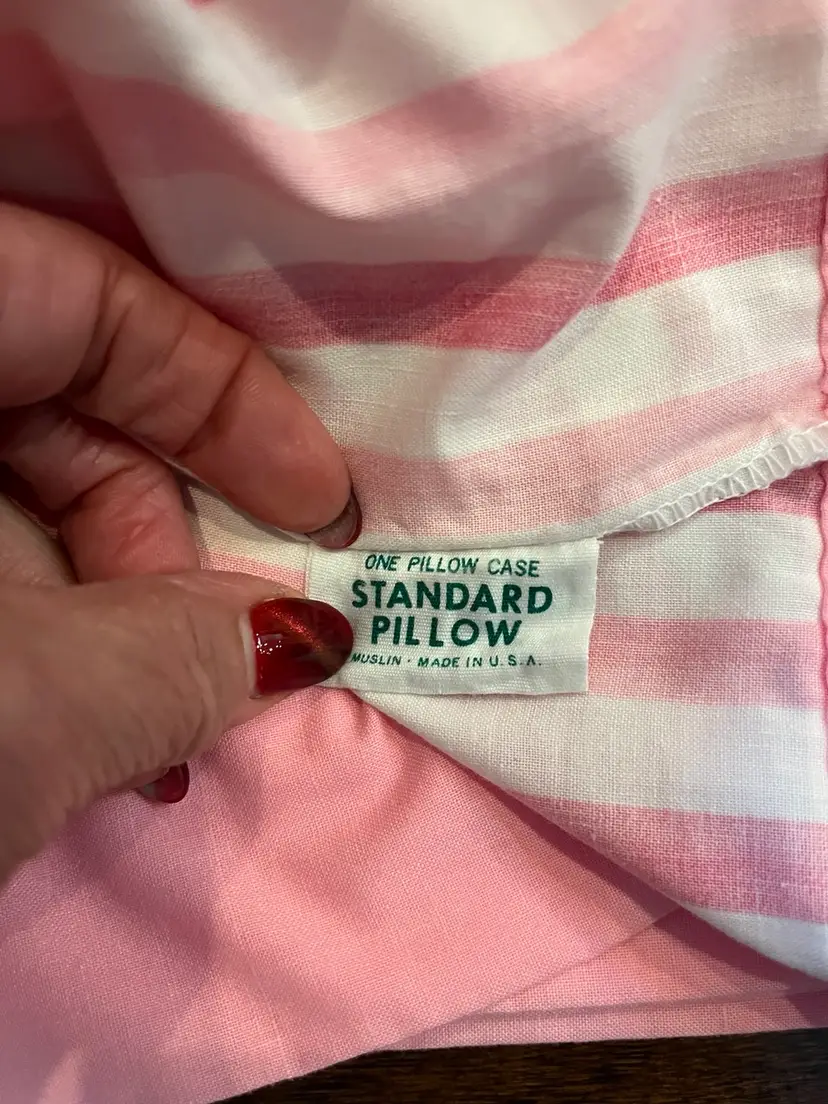 ONE PILLOW CASE
STANDARD
PILLOW
MUSLIN · MADE IN U.S.A.